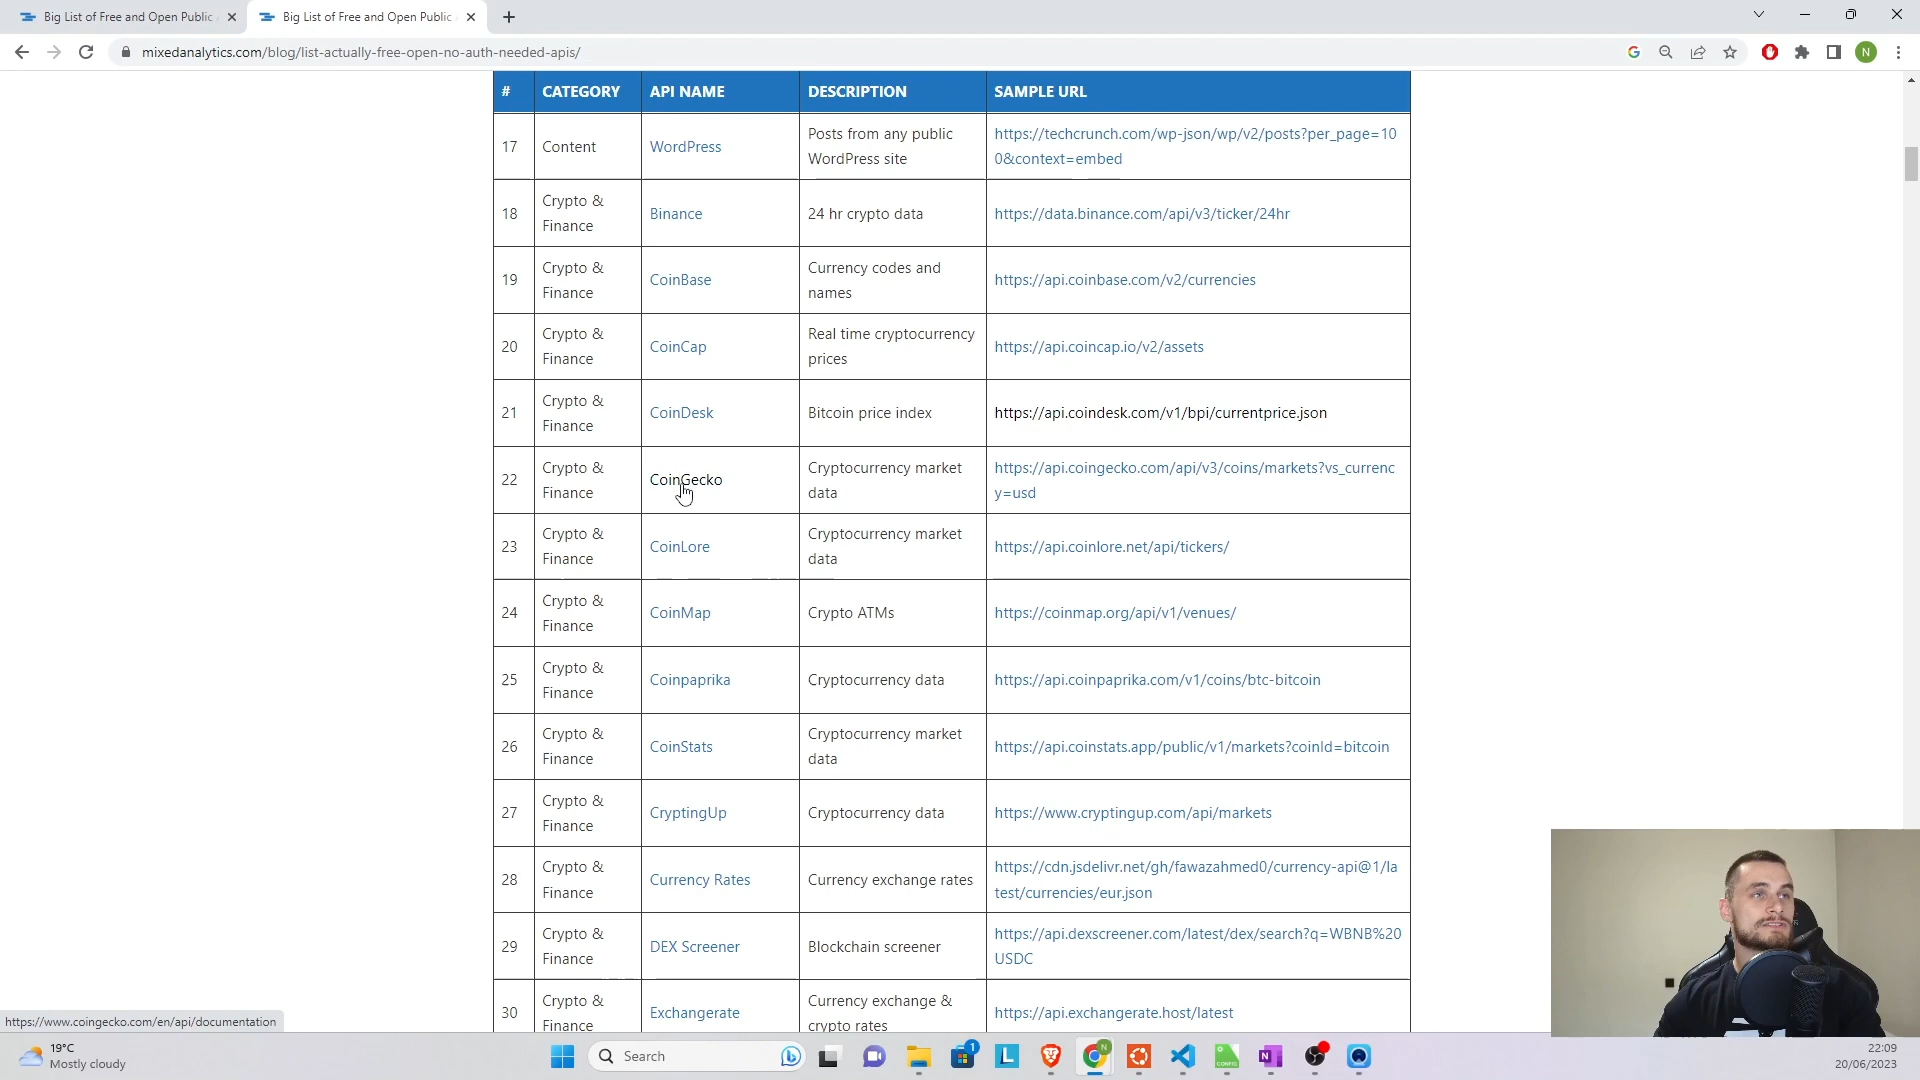 Big List of Free and Open Public
Big List of Free and Open Public
mixedanalytics.com/blog/list-actually-free-open-no-auth-needed-apis/
N
# CATEGORY API NAME DESCRIPTION SAMPLE URL
17 Content WordPress Posts from any public WordPress site https://techcrunch.com/wp-json/wp/v2/posts?per_page=100&context=embed
18 Crypto & Finance Binance 24 hr crypto data https://data.binance.com/api/v3/ticker/24hr
19 Crypto & Finance CoinBase Currency codes and names https://api.coinbase.com/v2/currencies
20 Crypto & Finance CoinCap Real time cryptocurrency prices https://api.coincap.io/v2/assets
21 Crypto & Finance CoinDesk Bitcoin price index https://api.coindesk.com/v1/bpi/currentprice.json
22 Crypto & Finance CoinGecko Cryptocurrency market data https://api.coingecko.com/api/v3/coins/markets?vs_currency=usd
23 Crypto & Finance CoinLore Cryptocurrency market data https://api.coinlore.net/api/tickers/
24 Crypto & Finance CoinMap Crypto ATMs https://coinmap.org/api/v1/venues/
25 Crypto & Finance Coinpaprika Cryptocurrency data https://api.coinpaprika.com/v1/coins/btc-bitcoin
26 Crypto & Finance CoinStats Cryptocurrency market data https://api.coinstats.app/public/v1/markets?coinId=bitcoin
27 Crypto & Finance CryptingUp Cryptocurrency data https://www.cryptingup.com/api/markets
28 Crypto & Finance Currency Rates Currency exchange rates https://cdn.jsdelivr.net/gh/fawazahmed0/currency-api@1/latest/currencies/eur.json
29 Crypto & Finance DEX Screener Blockchain screener https://api.dexscreener.com/latest/dex/search?q=WBNB%20USDC
30 Crypto & Finance Exchangerate Currency exchange & crypto rates https://api.exchangerate.host/latest
https://www.coingecko.com/en/api/documentation
19°C
Mostly cloudy
Search
1
L
N
CONFIG
N
22:09
20/06/2023